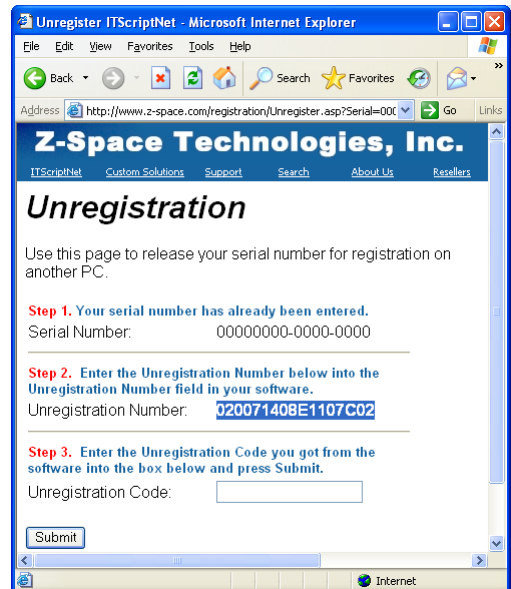 Unregister ITScriptNet - Microsoft Internet Explorer
File Edit View Favorites Tools Help
Back Search Favorites »
Address http://www.z-space.com/registration/Unregister.asp?Serial=00( Go Links
Z-Space Technologies, Inc.
ITScriptNet Custom Solutions Support Search About Us Resellers
Unregistration
Use this page to release your serial number for registration on
another PC.
Step 1. Your serial number has already been entered.
Serial Number: 00000000-0000-0000
Step 2. Enter the Unregistration Number below into the
Unregistration Number field in your software.
Unregistration Number: 020071408E1107C02
Step 3. Enter the Unregistration Code you got from the
software into the box below and press Submit.
Unregistration Code:
Submit
Internet